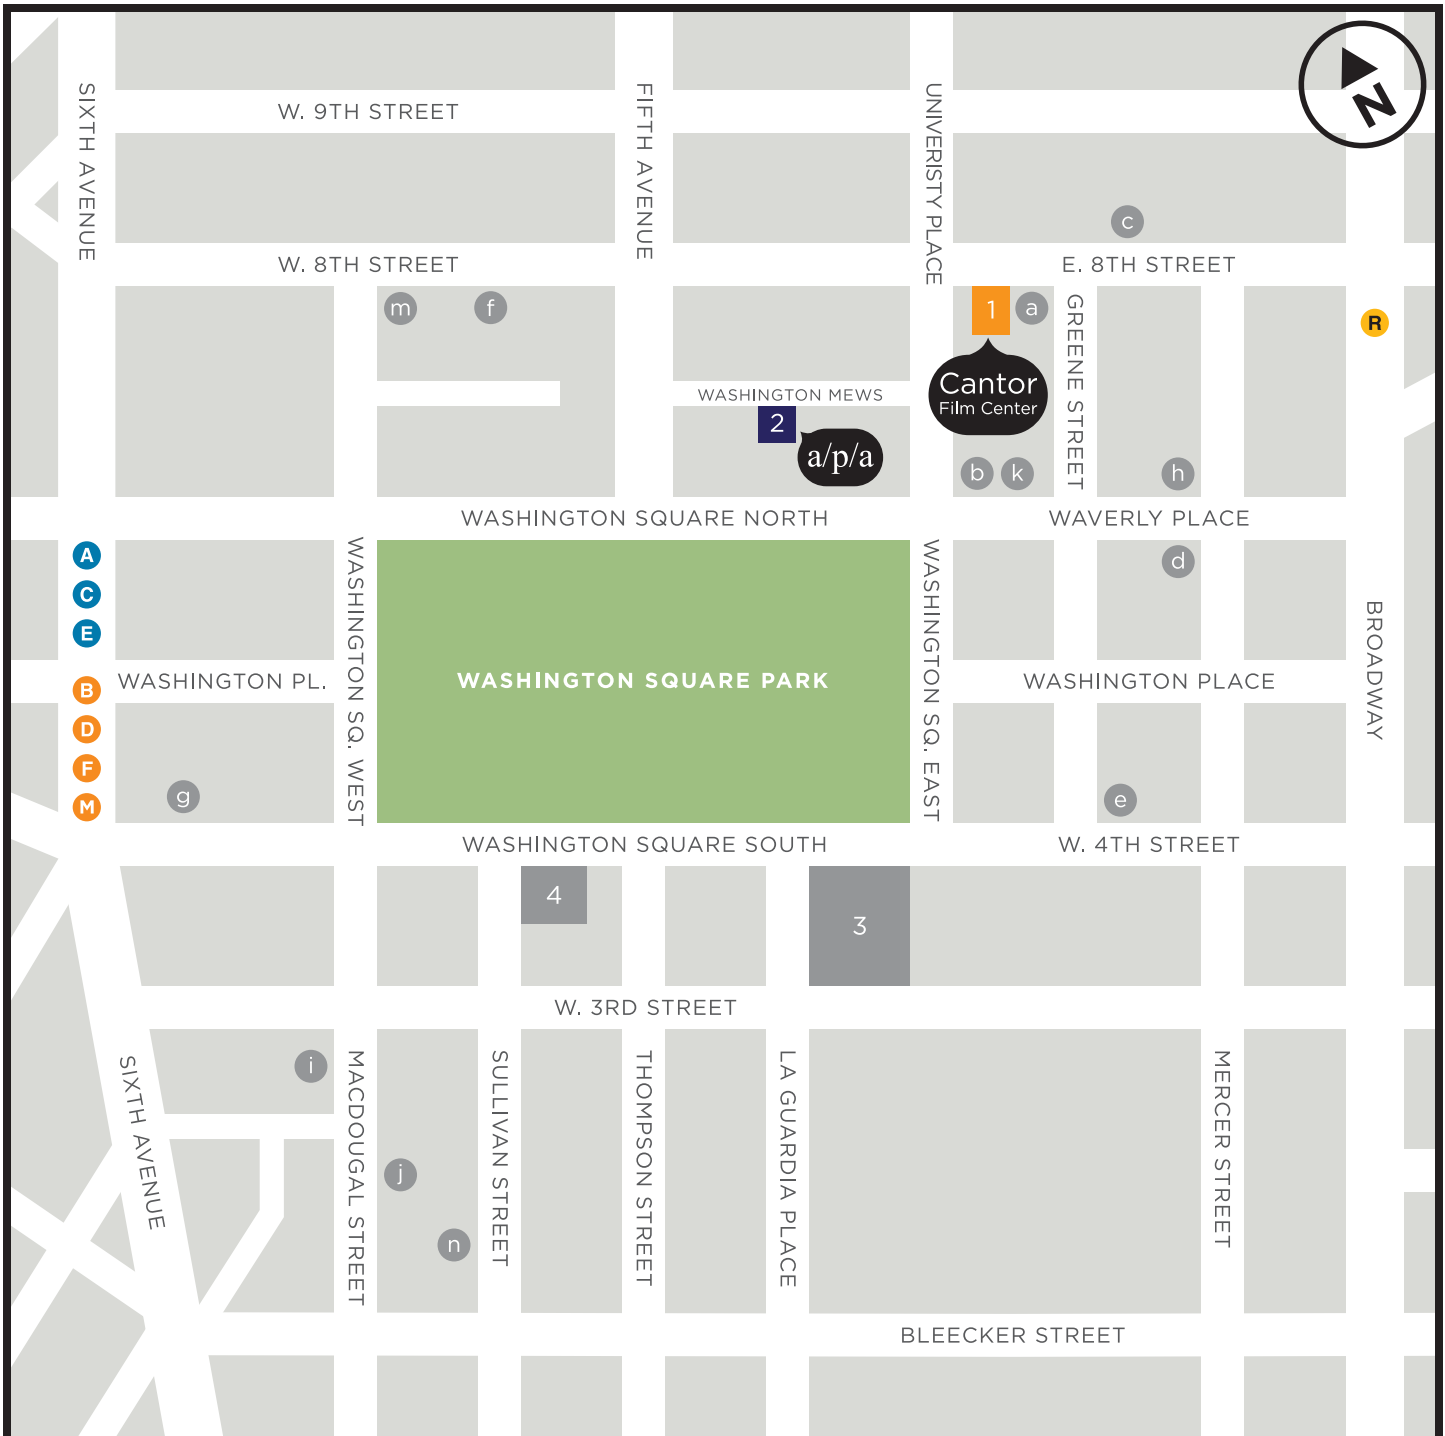 N
SIXTH AVENUE
W. 9TH STREET
FIFTH AVENUE
UNIVERISTY PLACE
c
W. 8TH STREET
E. 8TH STREET
m
f
1
a
GREENE STREET
R
Cantor
Film Center
WASHINGTON MEWS
2
a/p/a
b
k
h
WASHINGTON SQUARE NORTH
WAVERLY PLACE
A
C
E
B
D
F
M
WASHINGTON SQ. WEST
WASHINGTON SQ. EAST
d
BROADWAY
WASHINGTON PL.
WASHINGTON SQUARE PARK
WASHINGTON PLACE
g
e
WASHINGTON SQUARE SOUTH
W. 4TH STREET
4
3
W. 3RD STREET
i
SIXTH AVENUE
MACDOUGAL STREET
SULLIVAN STREET
THOMPSON STREET
LA GUARDIA PLACE
MERCER STREET
j
n
BLEECKER STREET